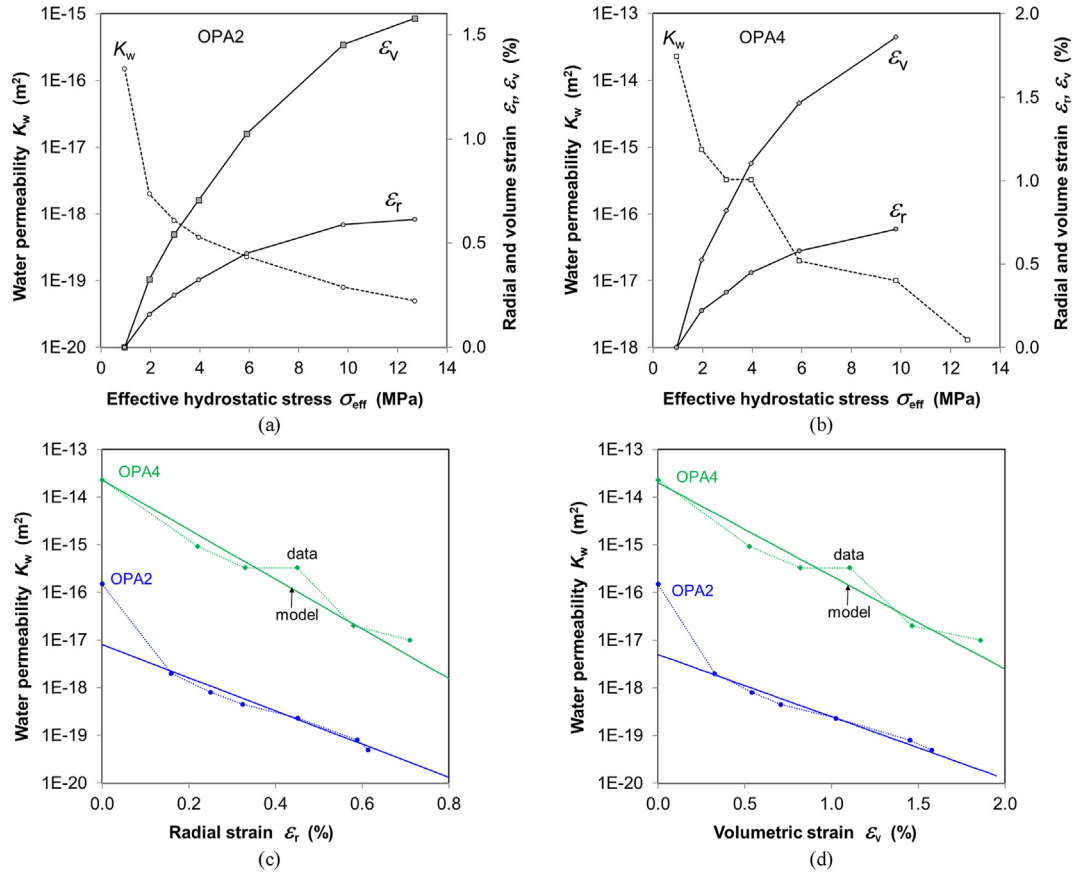 1E-15
1E-16
1E-17
1E-18
1E-19
1E-20
Water permeability Kw (m²)
OPA2
Kw
εv
εr
1.5
1.0
0.5
0.0
Radial and volume strain εr, εv (%)
0 2 4 6 8 10 12 14
Effective hydrostatic stress σeff (MPa)
(a)
1E-13
1E-14
1E-15
1E-16
1E-17
1E-18
Water permeability Kw (m²)
OPA4
Kw
εv
εr
2.0
1.5
1.0
0.5
0.0
Radial and volume strain εr, εv (%)
0 2 4 6 8 10 12 14
Effective hydrostatic stress σeff (MPa)
(b)
1E-13
1E-14
1E-15
1E-16
1E-17
1E-18
1E-19
1E-20
Water permeability Kw (m²)
OPA4
data
OPA2
model
0.0 0.2 0.4 0.6 0.8
Radial strain εr (%)
(c)
1E-13
1E-14
1E-15
1E-16
1E-17
1E-18
1E-19
1E-20
Water permeability Kw (m²)
OPA4
data
OPA2
model
0.0 0.5 1.0 1.5 2.0
Volumetric strain εv (%)
(d)